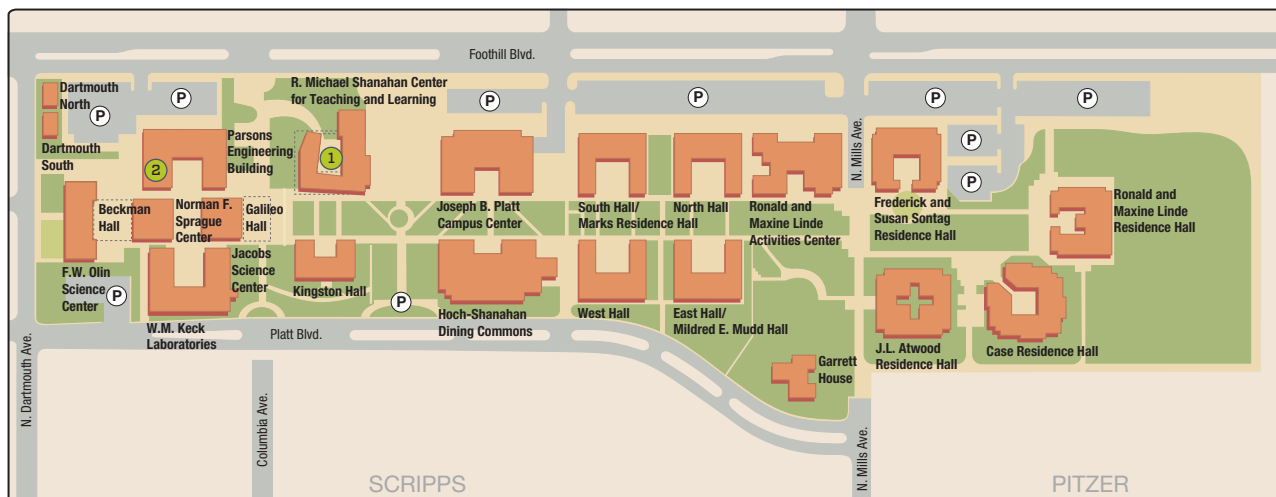 Foothill Blvd.
Dartmouth
North
P
P
R. Michael Shanahan Center
for Teaching and Learning
P
P
P
P
Dartmouth
South
2
Parsons
Engineering
Building
1
N. Mills Ave.
P
Beckman
Hall
Norman F.
Sprague
Center
Galileo
Hall
Joseph B. Platt
Campus Center
South Hall/
Marks Residence Hall
North Hall
Ronald and
Maxine Linde
Activities Center
Frederick and
Susan Sontag
Residence Hall
Ronald and
Maxine Linde
Residence Hall
F.W. Olin
Science
Center
P
Jacobs
Science
Center
W.M. Keck
Laboratories
Kingston Hall
P
Hoch-Shanahan
Dining Commons
West Hall
East Hall/
Mildred E. Mudd Hall
J.L. Atwood
Residence Hall
Case Residence Hall
Platt Blvd.
Garrett
House
N. Dartmouth Ave.
Columbia Ave.
N. Mills Ave.
SCRIPPS
PITZER